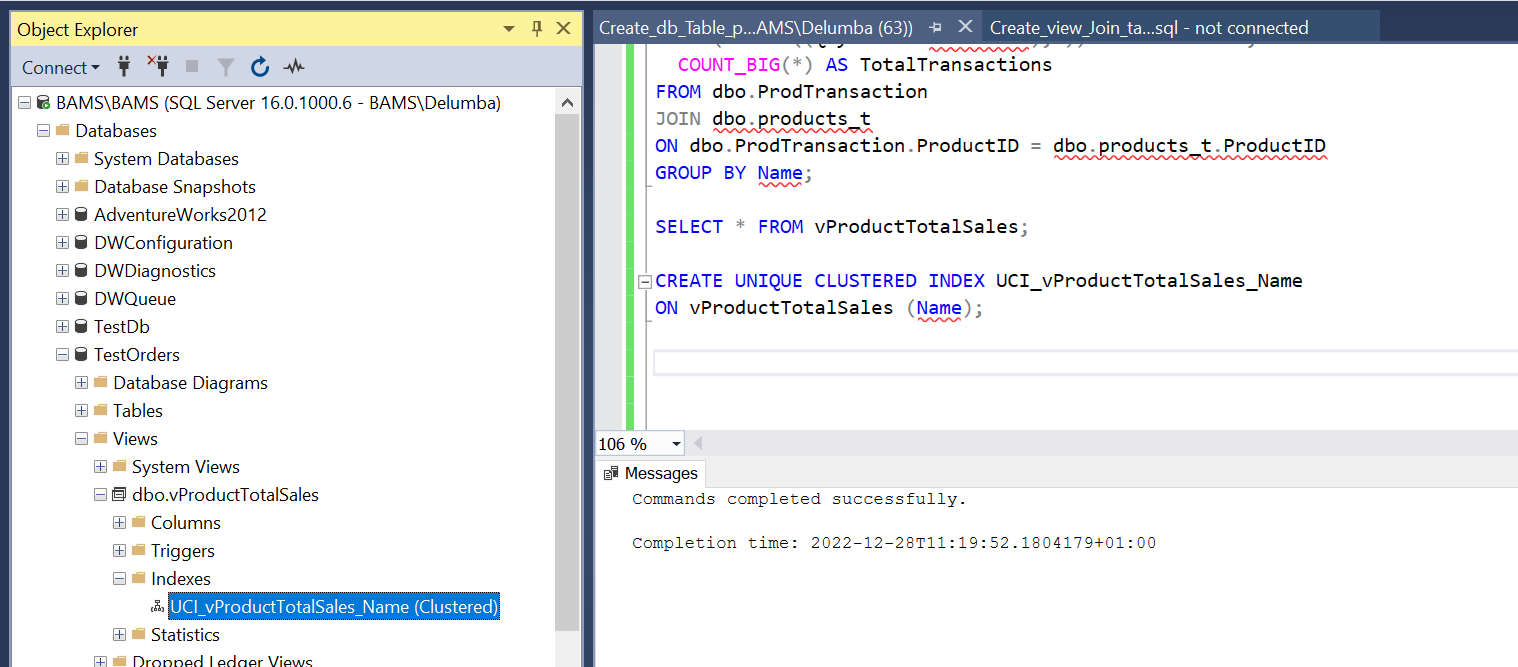 Object Explorer
Connect
BAMS\BAMS (SQL Server 16.0.1000.6 - BAMS\Delumba)
Databases
System Databases
Database Snapshots
AdventureWorks2012
DWConfiguration
DWDiagnostics
DWQueue
TestDb
TestOrders
Database Diagrams
Tables
Views
System Views
dbo.vProductTotalSales
Columns
Triggers
Indexes
UCI_vProductTotalSales_Name (Clustered)
Statistics
Dropped Ledger Views
Create_db_Table_p...AMS\Delumba (63))
Create_view_Join_ta...sql - not connected
COUNT_BIG(*) AS TotalTransactions
FROM dbo.ProdTransaction
JOIN dbo.products_t
ON dbo.ProdTransaction.ProductID = dbo.products_t.ProductID
GROUP BY Name;
SELECT * FROM vProductTotalSales;
CREATE UNIQUE CLUSTERED INDEX UCI_vProductTotalSales_Name
ON vProductTotalSales (Name);
106 %
Messages
Commands completed successfully.
Completion time: 2022-12-28T11:19:52.1804179+01:00